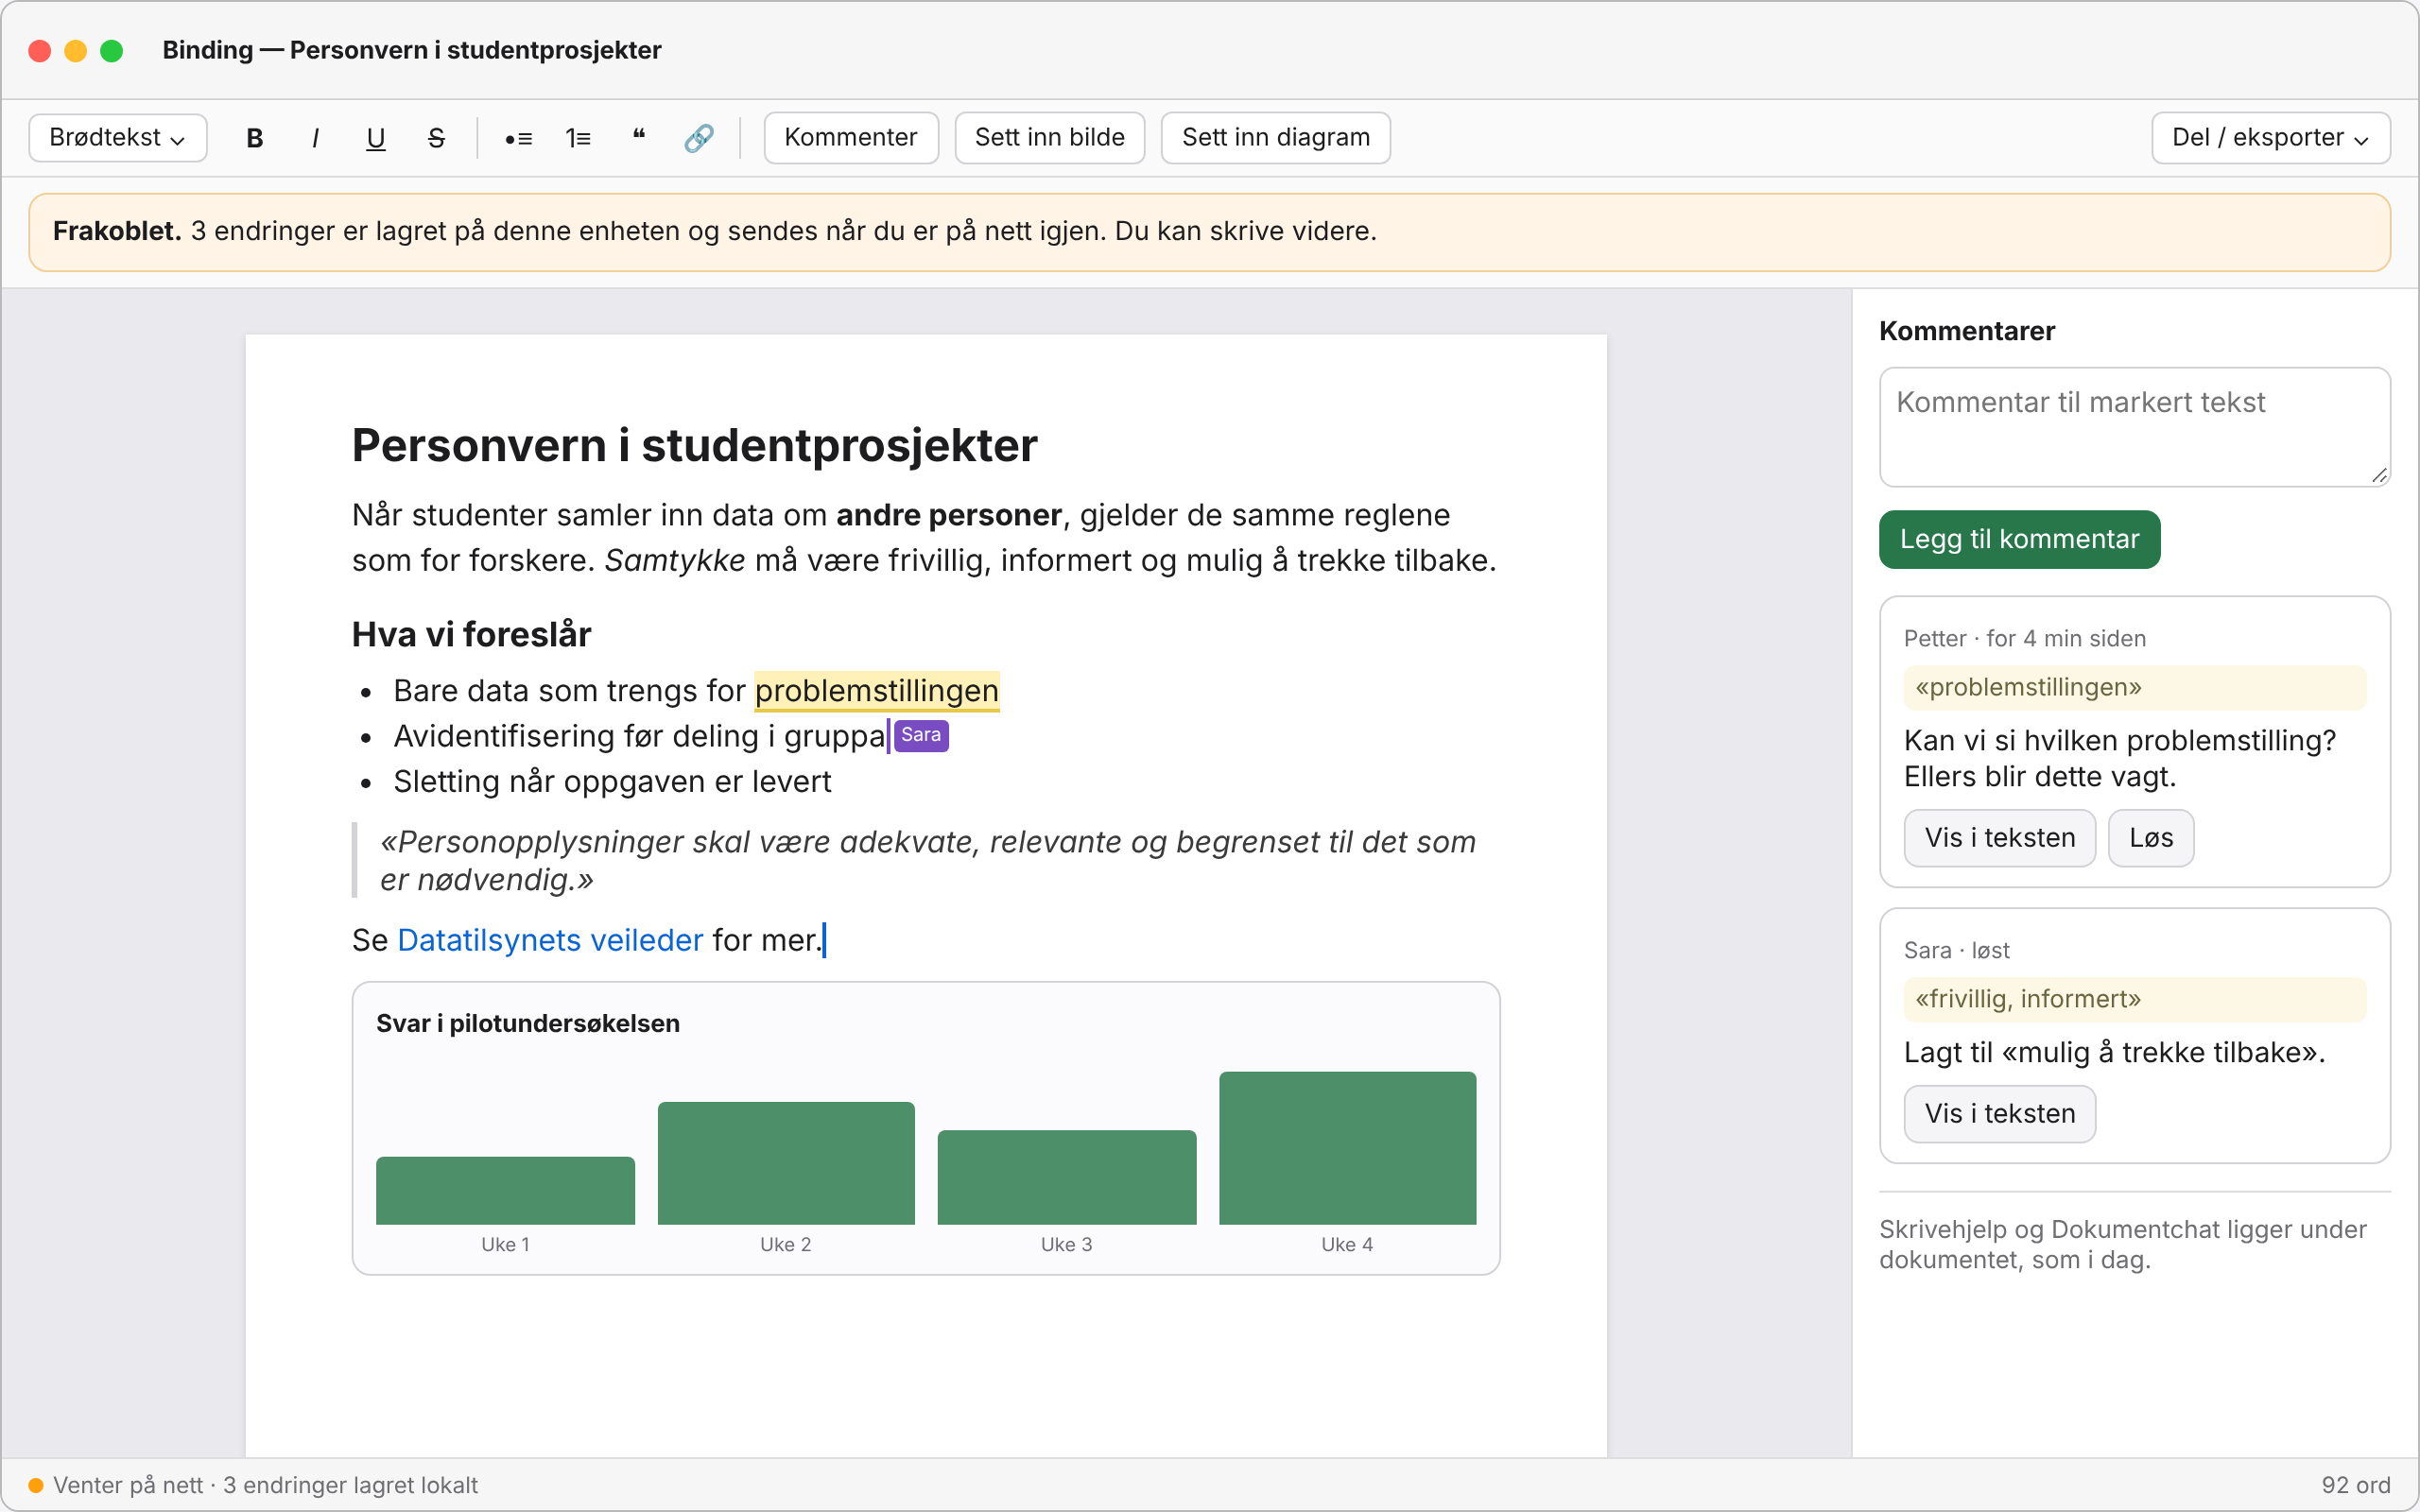 Binding — Personvern i studentprosjekter
Brødtekst
B I U S
1
❝
Kommenter
Sett inn bilde
Sett inn diagram
Del / eksporter
Frakoblet. 3 endringer er lagret på denne enheten og sendes når du er på nett igjen. Du kan skrive videre.
Personvern i studentprosjekter
Når studenter samler inn data om andre personer, gjelder de samme reglene
som for forskere. Samtykke må være frivillig, informert og mulig å trekke tilbake.
Hva vi foreslår
• Bare data som trengs for problemstillingen
• Avidentifisering før deling i gruppa Sara
• Sletting når oppgaven er levert
«Personopplysninger skal være adekvate, relevante og begrenset til det som
er nødvendig.»
Se Datatilsynets veileder for mer.
Svar i pilotundersøkelsen
Uke 1
Uke 2
Uke 3
Uke 4
Kommentarer
Kommentar til markert tekst
Legg til kommentar
Petter · for 4 min siden
«problemstillingen»
Kan vi si hvilken problemstilling?
Ellers blir dette vagt.
Vis i teksten
Løs
Sara · løst
«frivillig, informert»
Lagt til «mulig å trekke tilbake».
Vis i teksten
Skrivehjelp og Dokumentchat ligger under
dokumentet, som i dag.
Venter på nett · 3 endringer lagret lokalt
92 ord